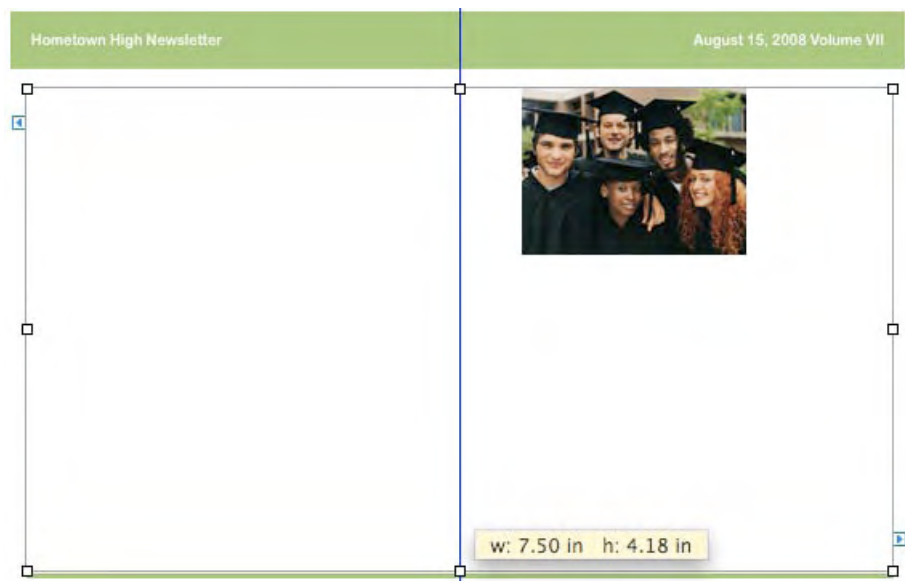 Hometown High Newsletter
August 15, 2008 Volume VII
w: 7.50 in h: 4.18 in